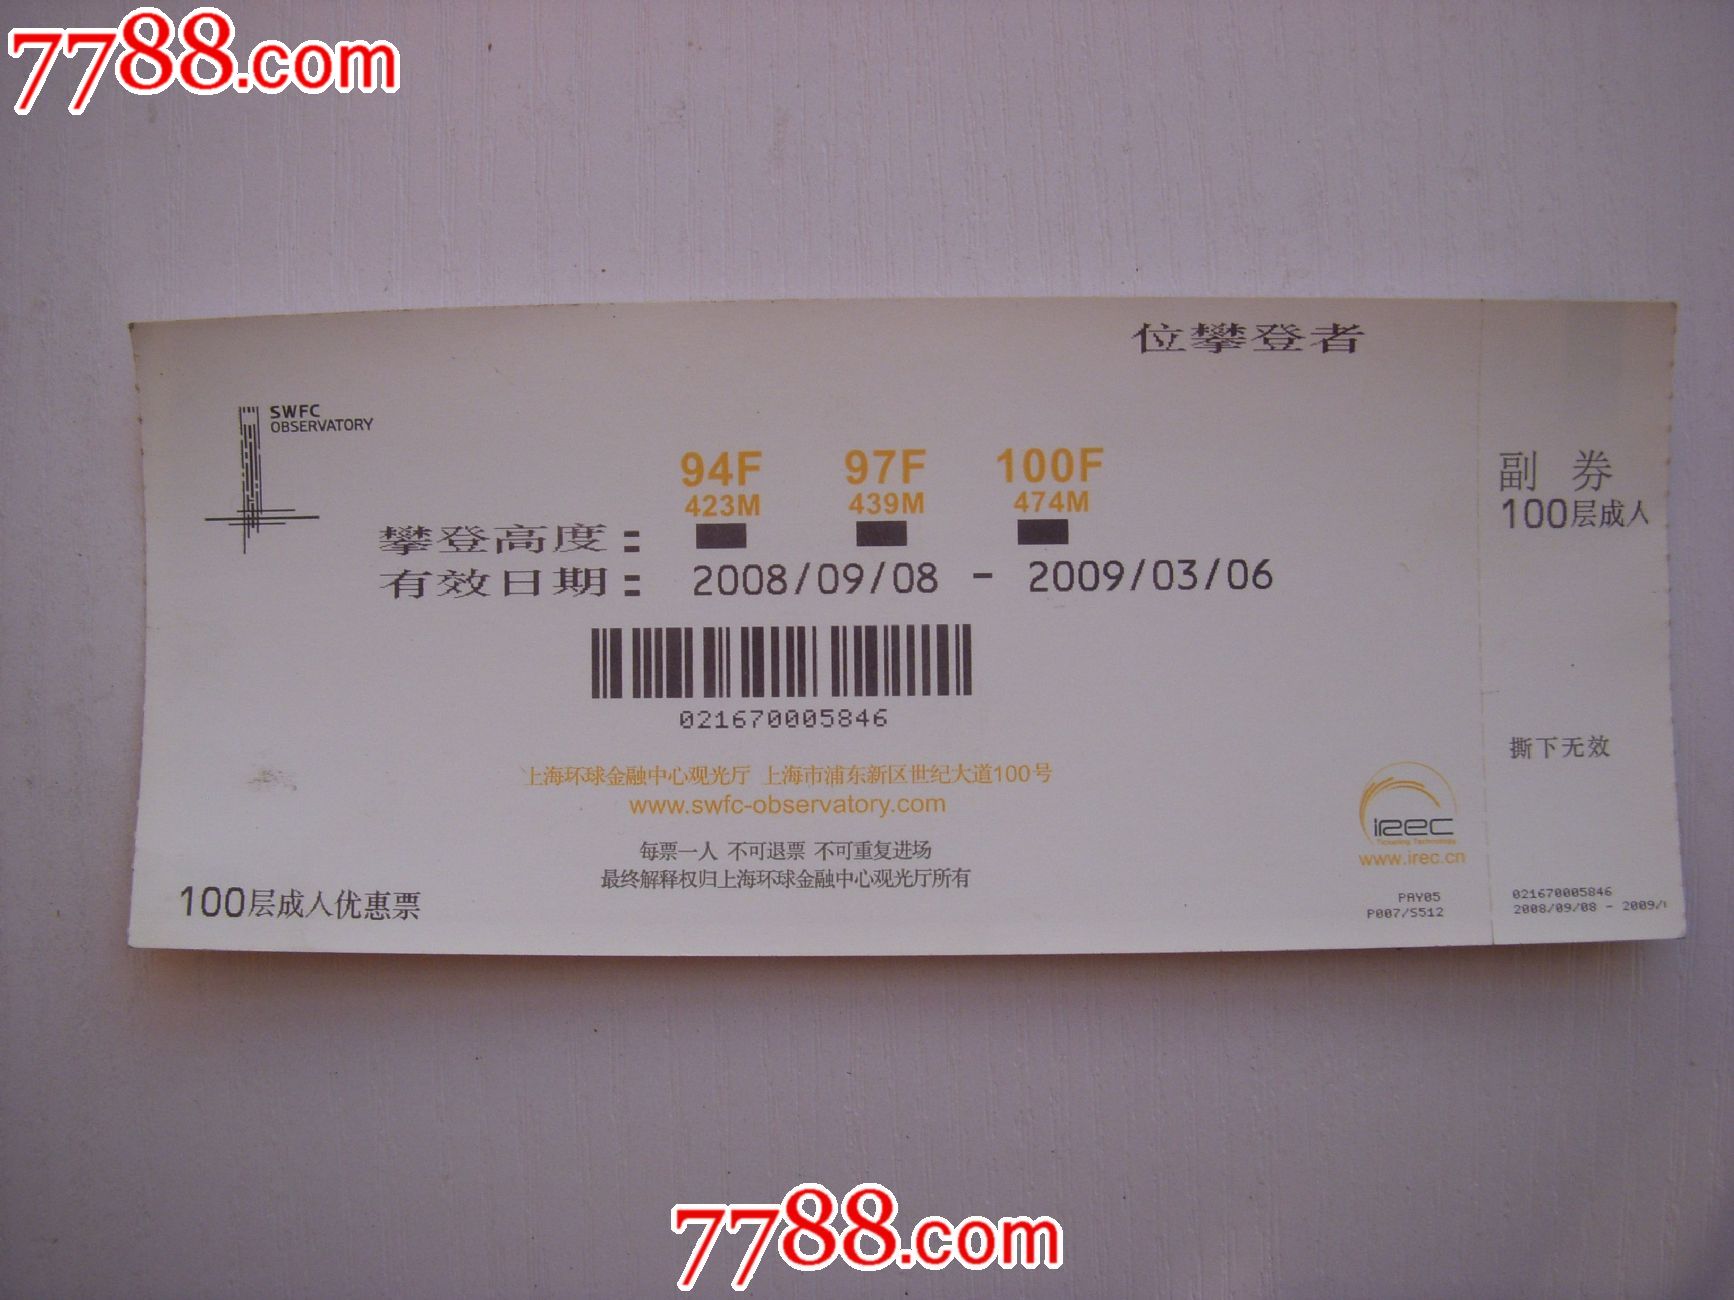 7788.com
位攀登者
SWFC
OBSERVATORY
94F 97F 100F
423M 439M 474M
攀登高度:
有效日期: 2008/09/08 - 2009/03/06
021670005846
上海环球金融中心观光厅 上海市浦东新区世纪大道100号
www.swfc-observatory.com
每票一人 不可退票 不可重复进场
最终解释权归上海环球金融中心观光厅所有
100层成人优惠票
irec
Ticketing Technology
www.irec.cn
PAY05
P007/S512
副 券
100层成人
撕下无效
021670005846
2008/09/08 - 2009/
7788.com